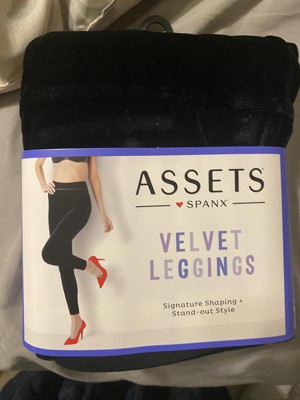 ASSETS
SPANX
VELVET
LEGGINGS
Signature Shaping +
Stand-out Style